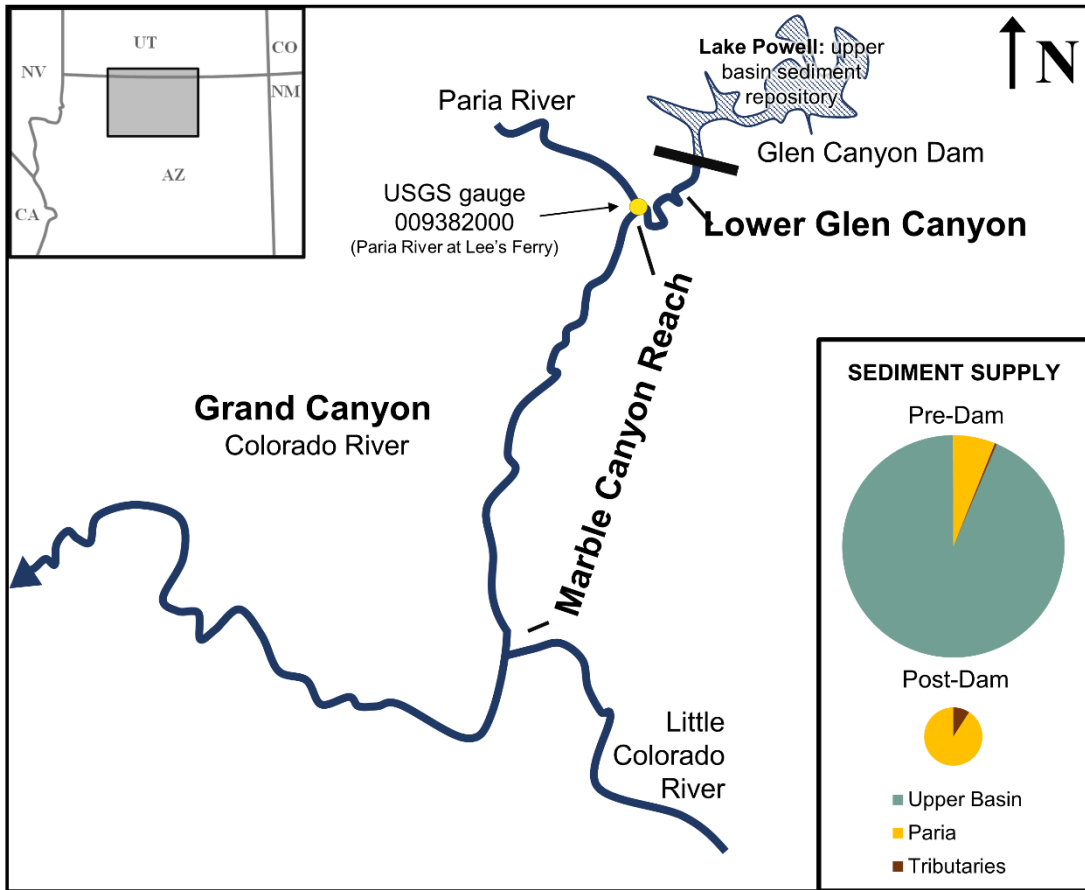 UT
CO
NV
NM
AZ
CA
N
Lake Powell: upper
basin sediment
repository
Paria River
Glen Canyon Dam
USGS gauge
009382000
(Paria River at Lee's Ferry)
Lower Glen Canyon
Marble Canyon Reach
Grand Canyon
Colorado River
Little
Colorado
River
SEDIMENT SUPPLY
Pre-Dam
Post-Dam
Upper Basin
Paria
Tributaries